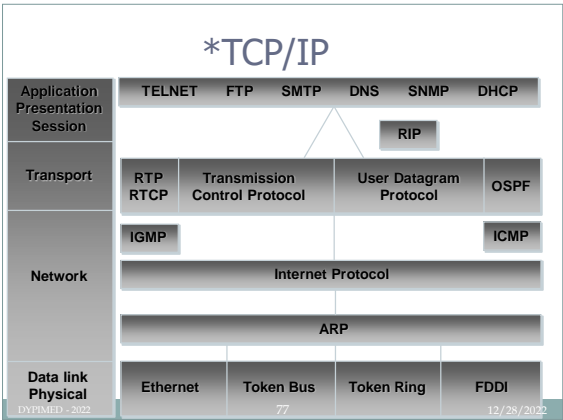 *TCP/IP
Application
Presentation
Session
TELNET FTP SMTP DNS SNMP DHCP
RIP
Transport
RTP
RTCP
Transmission
Control Protocol
User Datagram
Protocol
OSPF
Network
IGMP
ICMP
Internet Protocol
ARP
Data link
Physical
Ethernet
Token Bus
Token Ring
FDDI
DYPIMED - 2022
77
12/28/2022